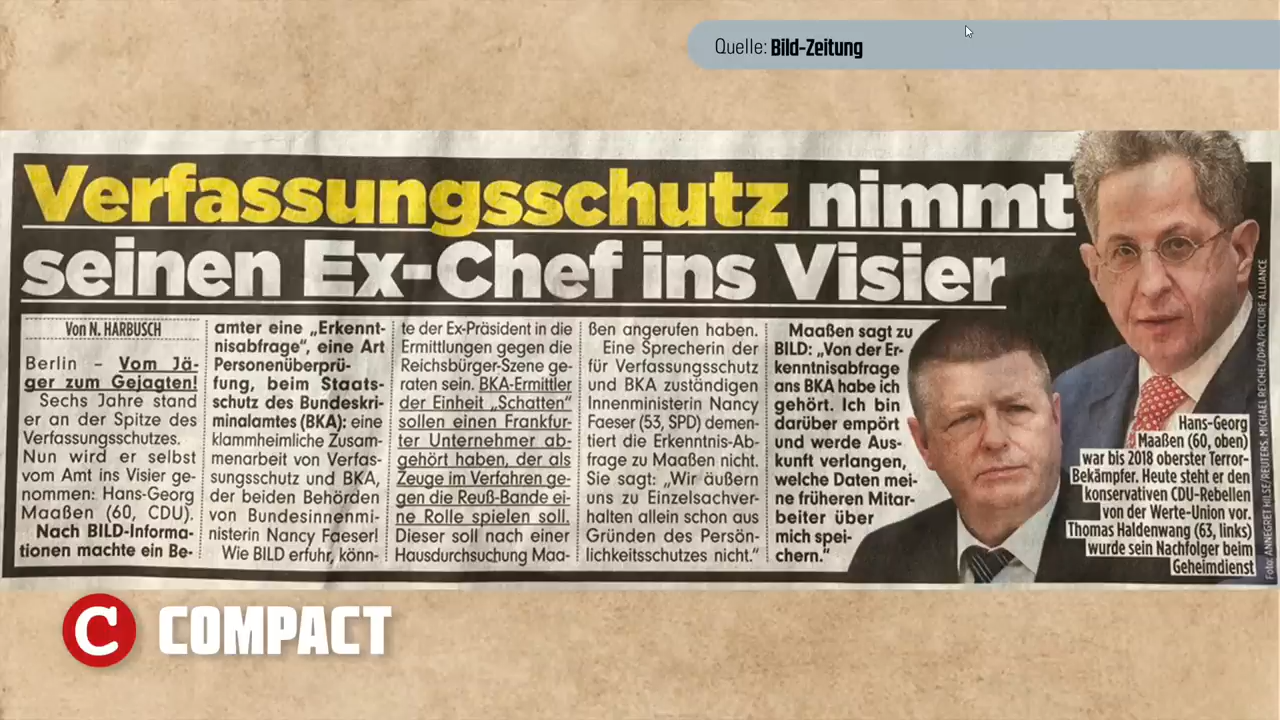 Quelle: Bild-Zeitung
Verfassungsschutz nimmt
seinen Ex-Chef ins Visier
Von N. HARBUSCH
Berlin – Vom Jä-
ger zum Gejagten!
Sechs Jahre stand
er an der Spitze des
Verfassungsschutzes.
Nun wird er selbst
vom Amt ins Visier ge-
nommen: Hans-Georg
Maaßen (60, CDU).
Nach BILD-Informa-
tionen machte ein Be-
amter eine „Erkennt-
nisabfrage“, eine Art
Personenüberprü-
fung, beim Staats-
schutz des Bundeskri-
minalamtes (BKA): eine
klammheimliche Zusam-
menarbeit von Verfas-
sungsschutz und BKA,
der beiden Behörden
von Bundesinnenmi-
nisterin Nancy Faeser!
Wie BILD erfuhr, könn-
te der Ex-Präsident in die
Ermittlungen gegen die
Reichsbürger-Szene ge-
raten sein. BKA-Ermittler
der Einheit „Schatten“
sollen einen Frankfur-
ter Unternehmer ab-
gehört haben, der als
Zeuge im Verfahren ge-
gen die Reuß-Bande ei-
ne Rolle spielen soll.
Dieser soll nach einer
Hausdurchsuchung Maa-
ßen angerufen haben.
Eine Sprecherin der
für Verfassungsschutz
und BKA zuständigen
Innenministerin Nancy
Faeser (53, SPD) demen-
tiert die Erkenntnis-Ab-
frage zu Maaßen nicht.
Sie sagt: „Wir äußern
uns zu Einzelsachver-
halten allein schon aus
Gründen des Persön-
lichkeitsschutzes nicht.“
Maaßen sagt zu
BILD: „Von der Er-
kenntnisabfrage
ans BKA habe ich
gehört. Ich bin
darüber empört
und werde Aus-
kunft verlangen,
welche Daten mei-
ne früheren Mitar-
beiter über
mich spei-
chern.“
Hans-Georg
Maaßen (60, oben)
war bis 2018 oberster Terror-
Bekämpfer. Heute steht er den
konservativen CDU-Rebellen
von der Werte-Union vor.
Thomas Haldenwang (63, links)
wurde sein Nachfolger beim
Geheimdienst
Foto: ANNEGRET HILSE/REUTERS, MICHAEL REICHEL/DPA/PICTURE ALLIANCE
C COMPACT